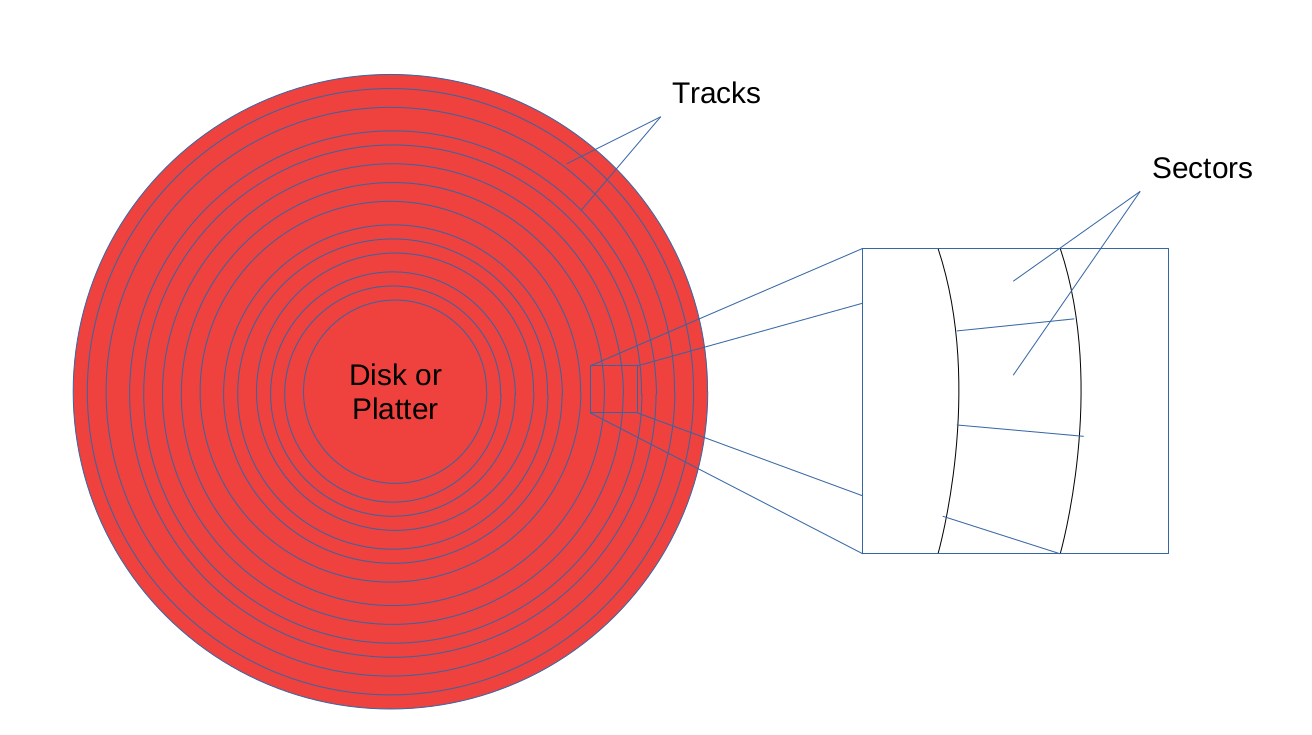 Tracks
Sectors
Disk or
Platter